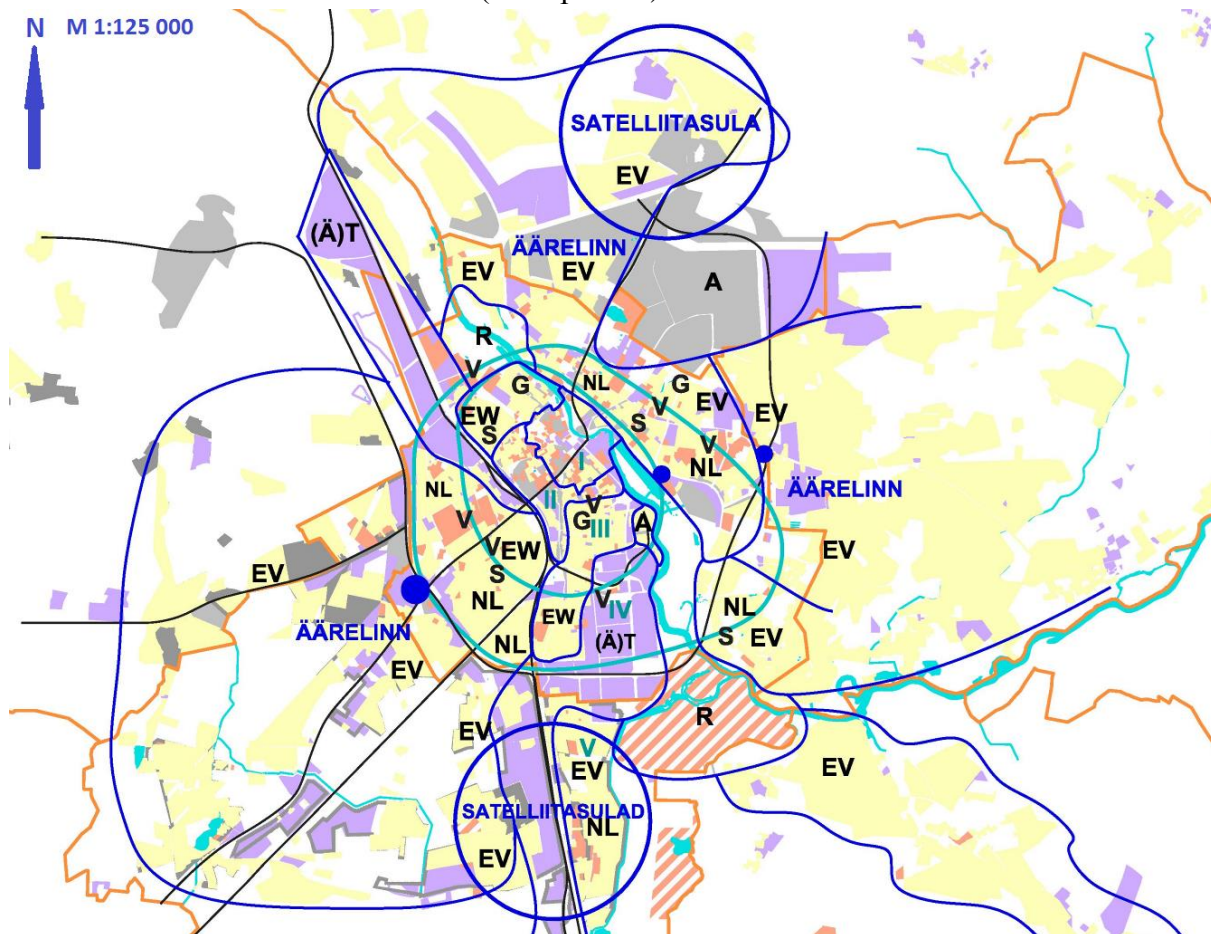 N M 1:125 000
SATELLIITASULA
EV
(Ä)T
ÄÄRELINN
EV
EV
A
R
V
G
NL
G
V
EV
EV
EW
S
S
V
NL
I
NL
II
ÄÄRELINN
V
V
G
III
A
V
EW
EV
EV
S
NL
V
IV
NL
EW
S
EV
ÄÄRELINN
NL
(Ä)T
EV
R
EV
V
EV
EV
SATELLIITASULAD
NL
EV